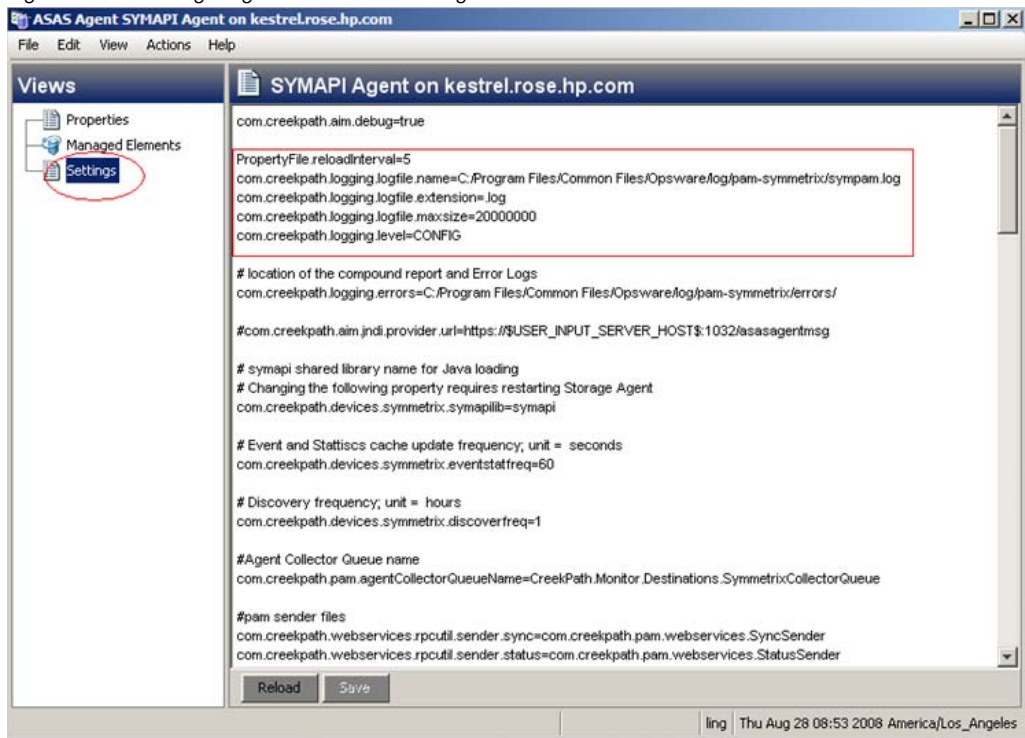 ASAS Agent SYMAPI Agent on kestrel.rose.hp.com
File Edit View Actions Help
Views
Properties
Managed Elements
Settings
SYMAPI Agent on kestrel.rose.hp.com
com.creekpath.aim.debug=true
PropertyFile.reloadInterval=5
com.creekpath.logging.logfile.name=C:/Program Files/Common Files/Opsware/log/pam-symmetrix/sympam.log
com.creekpath.logging.logfile.extension=.log
com.creekpath.logging.logfile.maxsize=20000000
com.creekpath.logging.level=CONFIG
# location of the compound report and Error Logs
com.creekpath.logging.errors=C:/Program Files/Common Files/Opsware/log/pam-symmetrix/errors/
#com.creekpath.aim.jndi.provider.url=https://$USER_INPUT_SERVER_HOST$:1032/asasagentmsg
# symapi shared library name for Java loading
# Changing the following property requires restarting Storage Agent
com.creekpath.devices.symmetrix.symapilib=symapi
# Event and Stattiscs cache update frequency; unit = seconds
com.creekpath.devices.symmetrix.eventstatfreq=60
# Discovery frequency; unit = hours
com.creekpath.devices.symmetrix.discoverfreq=1
#Agent Collector Queue name
com.creekpath.pam.agentCollectorQueueName=CreekPath.Monitor.Destinations.SymmetrixCollectorQueue
#pam sender files
com.creekpath.webservices.rpcutil.sender.sync=com.creekpath.pam.webservices.SyncSender
com.creekpath.webservices.rpcutil.sender.status=com.creekpath.pam.webservices.StatusSender
Reload Save
ling Thu Aug 28 08:53 2008 America/Los_Angeles